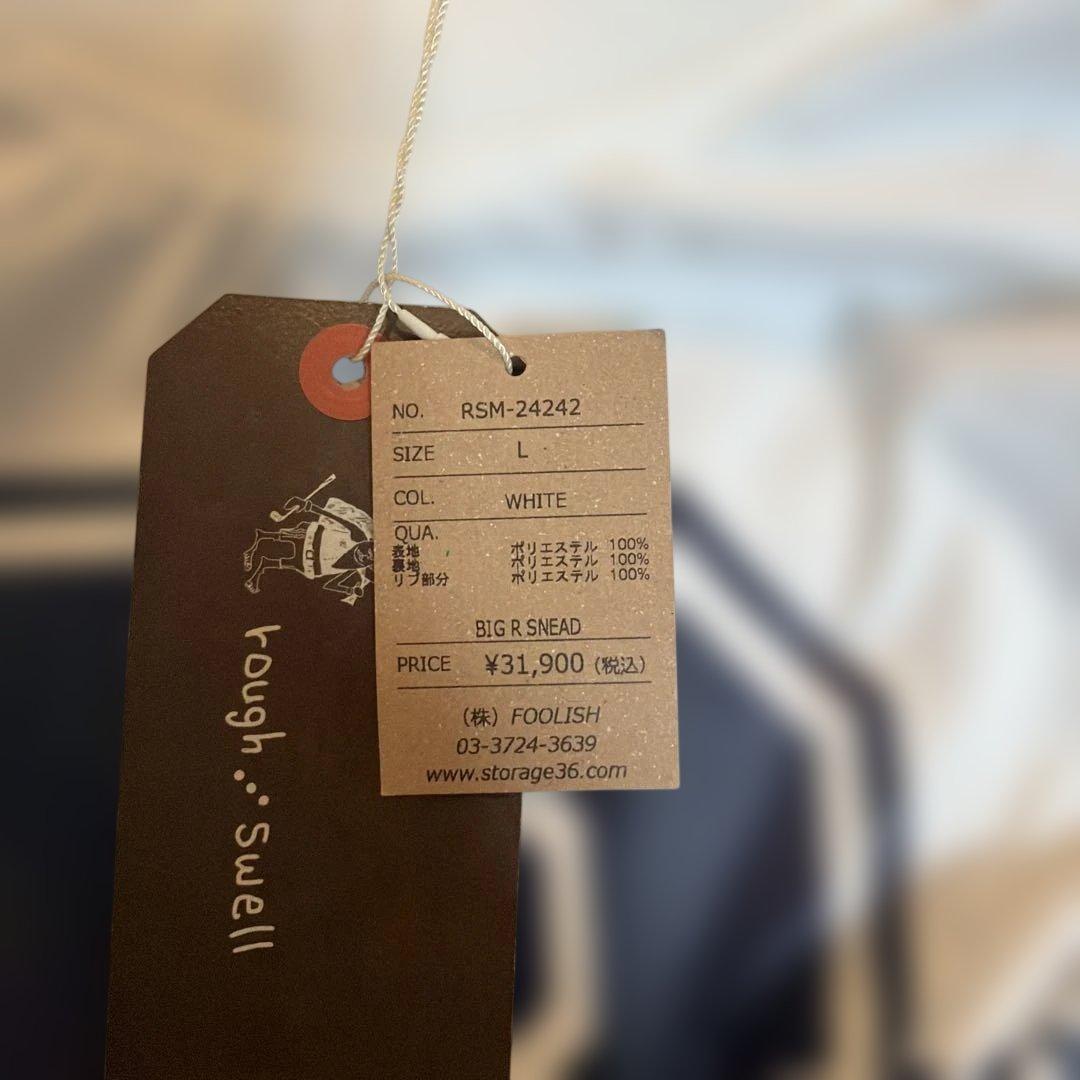 NO. RSM-24242
SIZE L
COL. WHITE
QUA.
表地 ポリエステル 100%
裏地 ポリエステル 100%
リブ部分 ポリエステル 100%
BIG R SNEAD
PRICE ¥31,900 (税込)
(株) FOOLISH
03-3724-3639
www.storage36.com
rough ... swell